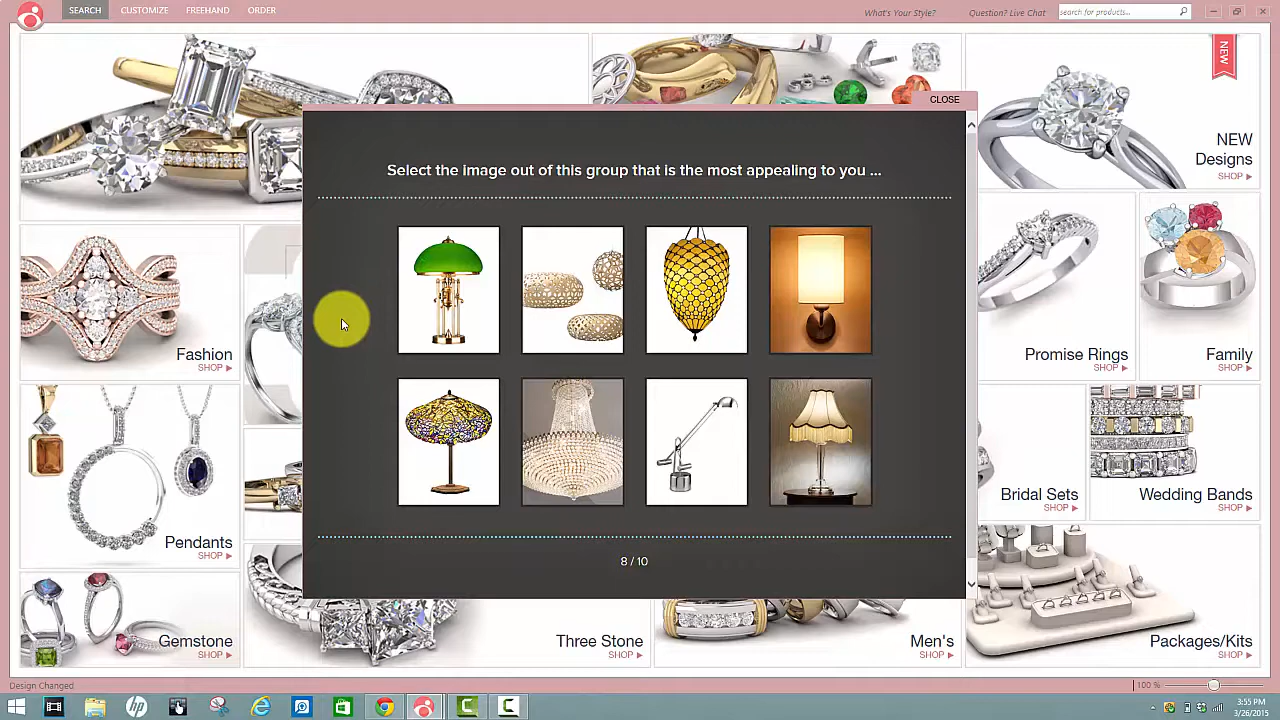 SEARCH CUSTOMIZE FREEHAND ORDER What's Your Style? Question? Live Chat search for products...
NEW
CLOSE
NEW
Designs
SHOP
Select the image out of this group that is the most appealing to you ...
Fashion
SHOP
Promise Rings
SHOP
Family
SHOP
Bridal Sets
SHOP
Wedding Bands
SHOP
Pendants
SHOP
8 / 10
Gemstone
SHOP
Three Stone
SHOP
Men's
SHOP
Packages/Kits
SHOP
Design Changed 100 %
hp
3:55 PM
3/26/2015